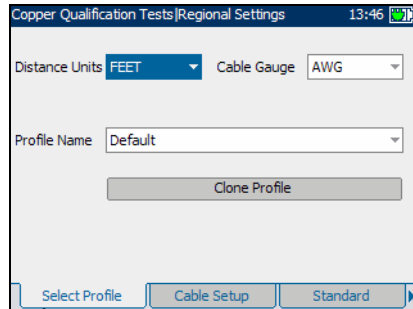 Copper Qualification Tests|Regional Settings 13:46
Distance Units FEET Cable Gauge AWG
Profile Name Default
Clone Profile
Select Profile Cable Setup Standard